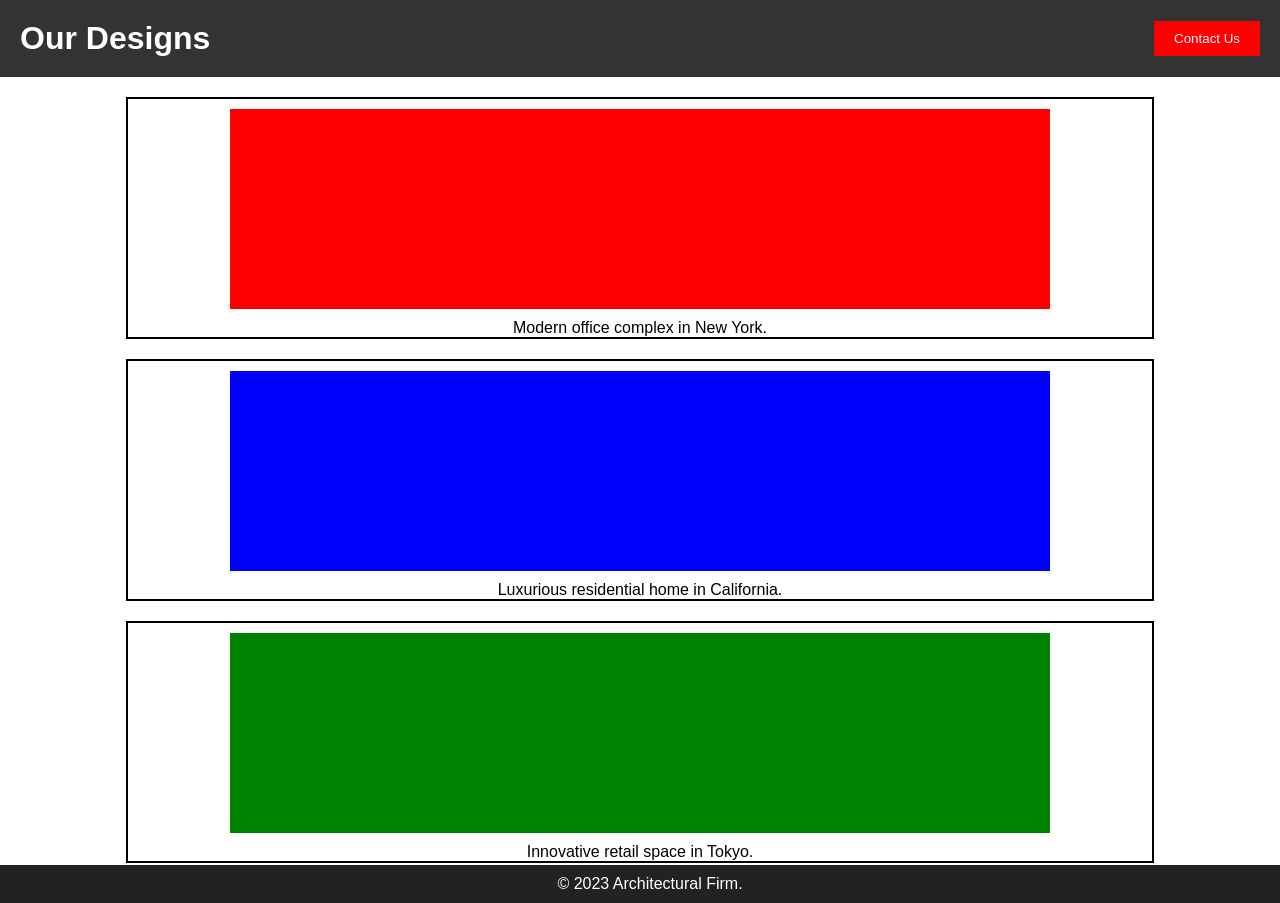 Our Designs
Contact Us
Modern office complex in New York.
Luxurious residential home in California.
Innovative retail space in Tokyo.
© 2023 Architectural Firm.